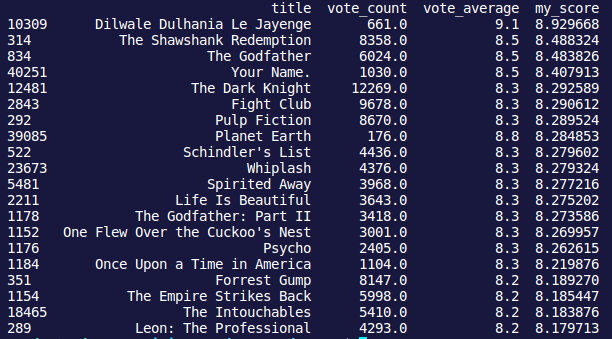 title vote_count vote_average my_score
10309 Dilwale Dulhania Le Jayenge 661.0 9.1 8.929668
314 The Shawshank Redemption 8358.0 8.5 8.488324
834 The Godfather 6024.0 8.5 8.483826
40251 Your Name. 1030.0 8.5 8.407913
12481 The Dark Knight 12269.0 8.3 8.292589
2843 Fight Club 9678.0 8.3 8.290612
292 Pulp Fiction 8670.0 8.3 8.289524
39085 Planet Earth 176.0 8.8 8.284853
522 Schindler's List 4436.0 8.3 8.279602
23673 Whiplash 4376.0 8.3 8.279324
5481 Spirited Away 3968.0 8.3 8.277216
2211 Life Is Beautiful 3643.0 8.3 8.275202
1178 The Godfather: Part II 3418.0 8.3 8.273586
1152 One Flew Over the Cuckoo's Nest 3001.0 8.3 8.269957
1176 Psycho 2405.0 8.3 8.262615
1184 Once Upon a Time in America 1104.0 8.3 8.219876
351 Forrest Gump 8147.0 8.2 8.189270
1154 The Empire Strikes Back 5998.0 8.2 8.185447
18465 The Intouchables 5410.0 8.2 8.183876
289 Leon: The Professional 4293.0 8.2 8.179713